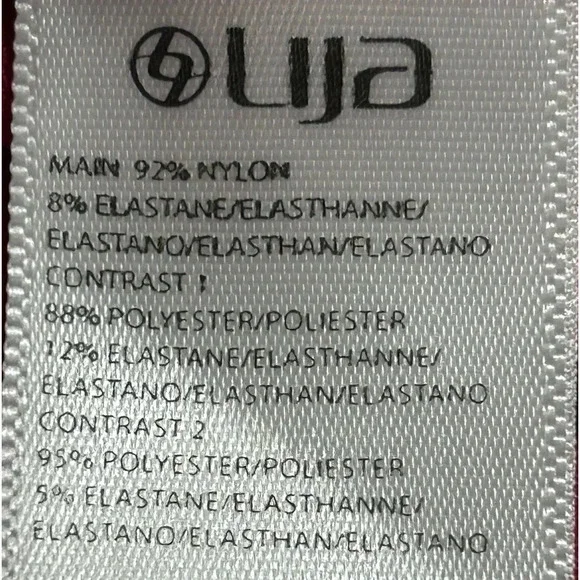 Lija
MAIN 92% NYLON
8% ELASTANE/ELASTHANNE/
ELASTANO/ELASTHAN/ELASTANO
CONTRAST 1
88% POLYESTER/POLIESTER
12% ELASTANE/ELASTHANNE/
ELASTANO/ELASTHAN/ELASTANO
CONTRAST 2
95% POLYESTER/POLIESTER
5% ELASTANE/ELASTHANNE/
ELASTANO/ELASTHAN/ELASTANO